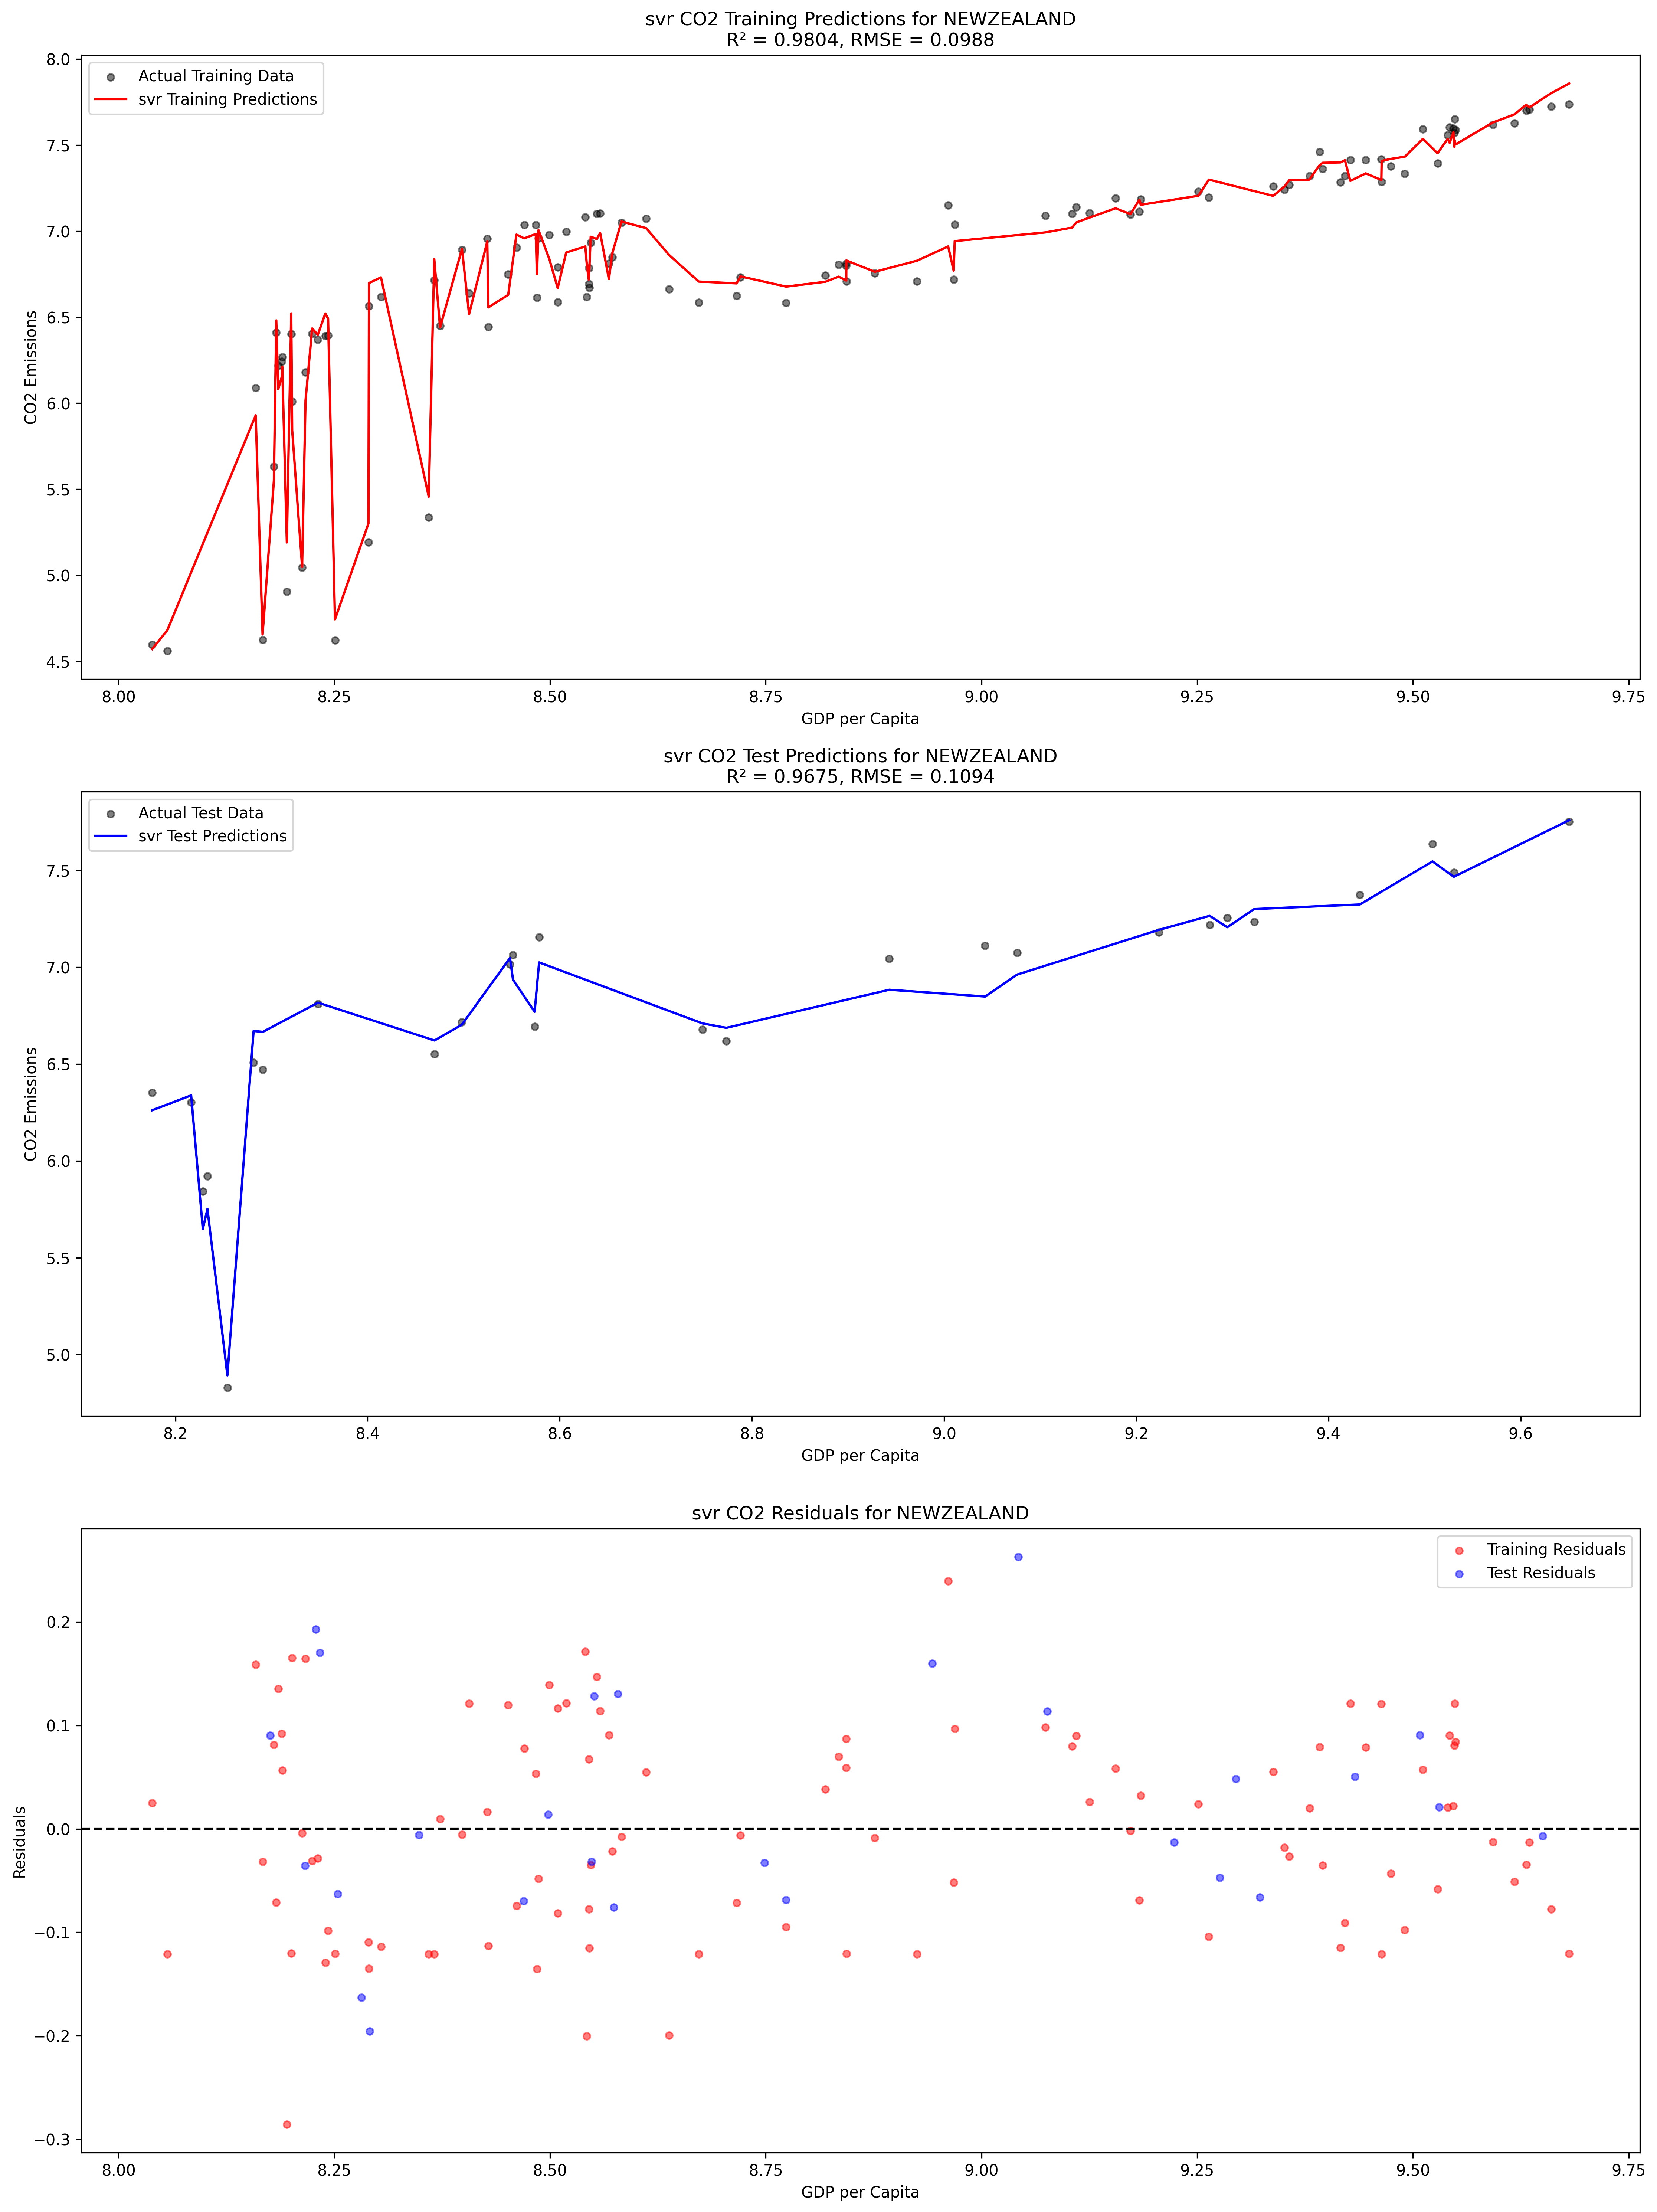 svr CO2 Training Predictions for NEWZEALAND
R² = 0.9804, RMSE = 0.0988
Actual Training Data
svr Training Predictions
CO2 Emissions
8.0
7.5
7.0
6.5
6.0
5.5
5.0
4.5
8.00 8.25 8.50 8.75 9.00 9.25 9.50 9.75
GDP per Capita
svr CO2 Test Predictions for NEWZEALAND
R² = 0.9675, RMSE = 0.1094
Actual Test Data
svr Test Predictions
CO2 Emissions
7.5
7.0
6.5
6.0
5.5
5.0
8.2 8.4 8.6 8.8 9.0 9.2 9.4 9.6
GDP per Capita
svr CO2 Residuals for NEWZEALAND
Training Residuals
Test Residuals
Residuals
0.2
0.1
0.0
−0.1
−0.2
−0.3
8.00 8.25 8.50 8.75 9.00 9.25 9.50 9.75
GDP per Capita